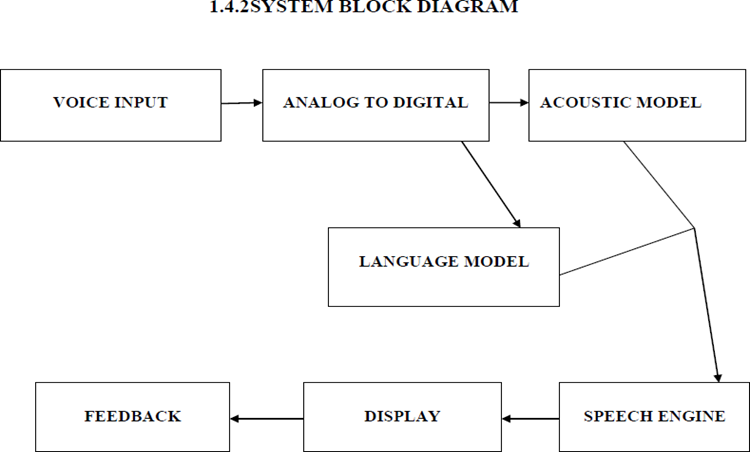 1.4.2SYSTEM BLOCK DIAGRAM
VOICE INPUT
ANALOG TO DIGITAL
ACOUSTIC MODEL
LANGUAGE MODEL
FEEDBACK
DISPLAY
SPEECH ENGINE